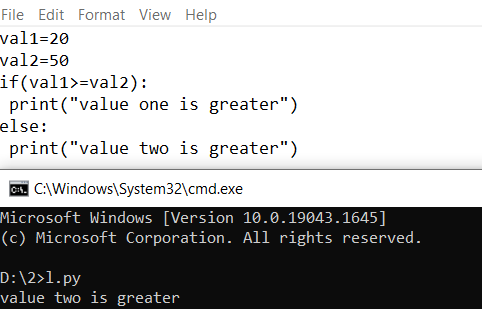 File Edit Format View Help
val1=20
val2=50
if(val1>=val2):
 print("value one is greater")
else:
 print("value two is greater")
C:\Windows\System32\cmd.exe
Microsoft Windows [Version 10.0.19043.1645]
(c) Microsoft Corporation. All rights reserved.
D:\2>l.py
value two is greater